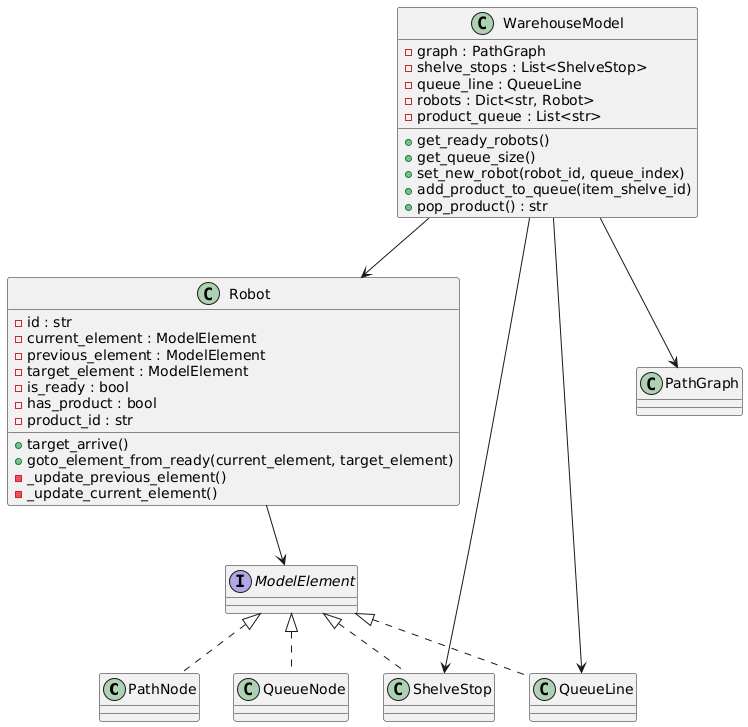 C WarehouseModel
graph : PathGraph
shelve_stops : List<ShelveStop>
queue_line : QueueLine
robots : Dict<str, Robot>
product_queue : List<str>
get_ready_robots()
get_queue_size()
set_new_robot(robot_id, queue_index)
add_product_to_queue(item_shelve_id)
pop_product() : str
C Robot
id : str
current_element : ModelElement
previous_element : ModelElement
target_element : ModelElement
is_ready : bool
has_product : bool
product_id : str
target_arrive()
goto_element_from_ready(current_element, target_element)
_update_previous_element()
_update_current_element()
C PathGraph
I ModelElement
C PathNode
C QueueNode
C ShelveStop
C QueueLine